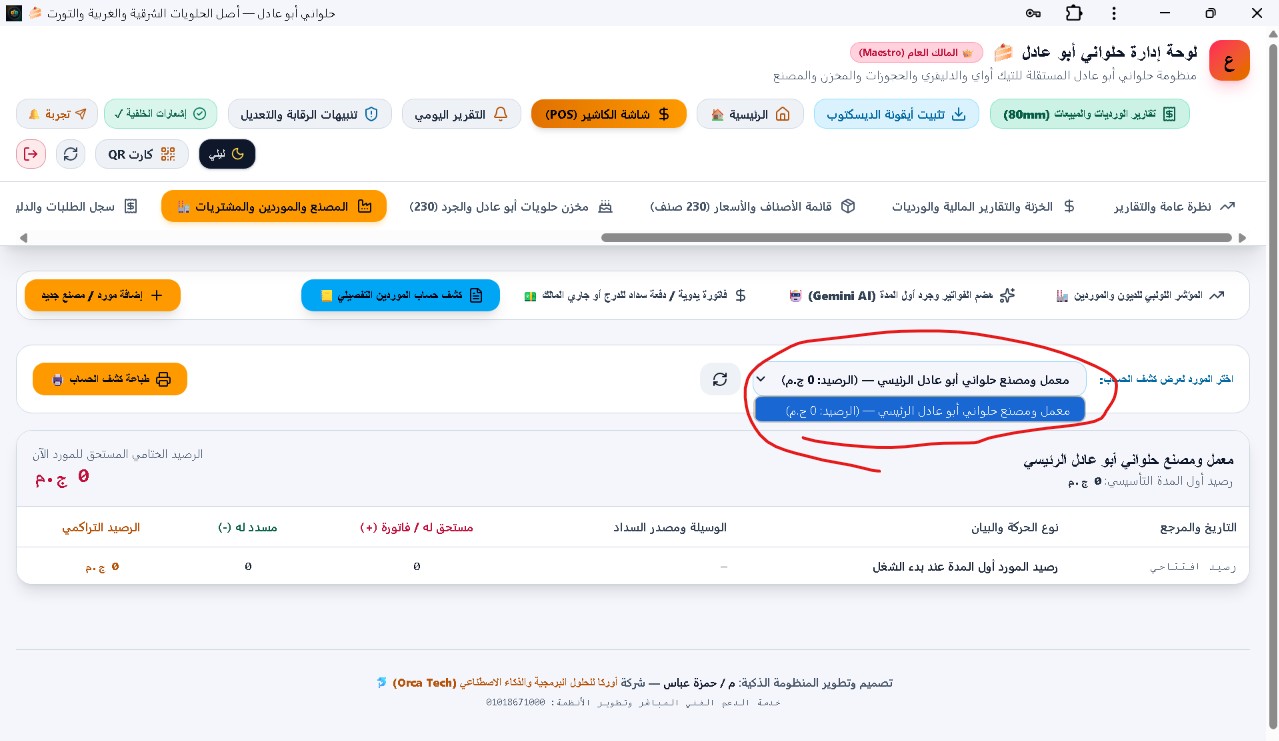 حلواني أبو عادل — أصل الحلويات الشرقية والغربية والتورت 🍰
ع
لوحة إدارة حلواني أبو عادل 🍰 المالك العام (Maestro)
منظومة حلواني أبو عادل المستقلة للتيك أواي والدليفري والحجوزات والمخزن والمصنع
تقارير الورديات والمبيعات (80mm)
تثبيت أيقونة الديسكتوب
الرئيسية 🏠
شاشة الكاشير (POS)
التقرير اليومي
تنبيهات الرقابة والتعديل
إشعارات الخلفية ✓
تجربة 🔔
ليلي
كارت QR
نظرة عامة والتقارير
الخزنة والتقارير المالية والورديات
قائمة الأصناف والأسعار (230 صنف)
مخزن حلويات أبو عادل والجرد (230)
المصنع والموردين والمشتريات 🏭
سجل الطلبات والدلي
المؤشر اللولبي للديون والموردين 🏭
هضم الفواتير وجرد أول المدة (Gemini AI) 🤖
فاتورة يدوية / دفعة سداد للدرج أو جاري المالك 💵
كشف حساب الموردين التفصيلي 📒
إضافة مورد / مصنع جديد
اختر المورد لعرض كشف الحساب:
معمل ومصنع حلواني أبو عادل الرئيسي — (الرصيد: 0 ج.م)
طباعة كشف الحساب 🖨️
معمل ومصنع حلواني أبو عادل الرئيسي — (الرصيد: 0 ج.م)
معمل ومصنع حلواني أبو عادل الرئيسي
رصيد أول المدة التأسيسي: 0 ج.م
الرصيد الختامي المستحق للمورد الآن
0 ج.م
التاريخ والمرجع نوع الحركة والبيان الوسيلة ومصدر السداد مستحق له / فاتورة (+) مسدد له (-) الرصيد التراكمي
رصيد افتتاحي رصيد المورد أول المدة عند بدء الشغل — 0 0 0 ج.م
تصميم وتطوير المنظومة الذكية: م / حمزة عباس — شركة أوركا للحلول البرمجية والذكاء الاصطناعي (Orca Tech)
خدمة الدعم الفني المباشر وتطوير الأنظمة: 01018671000